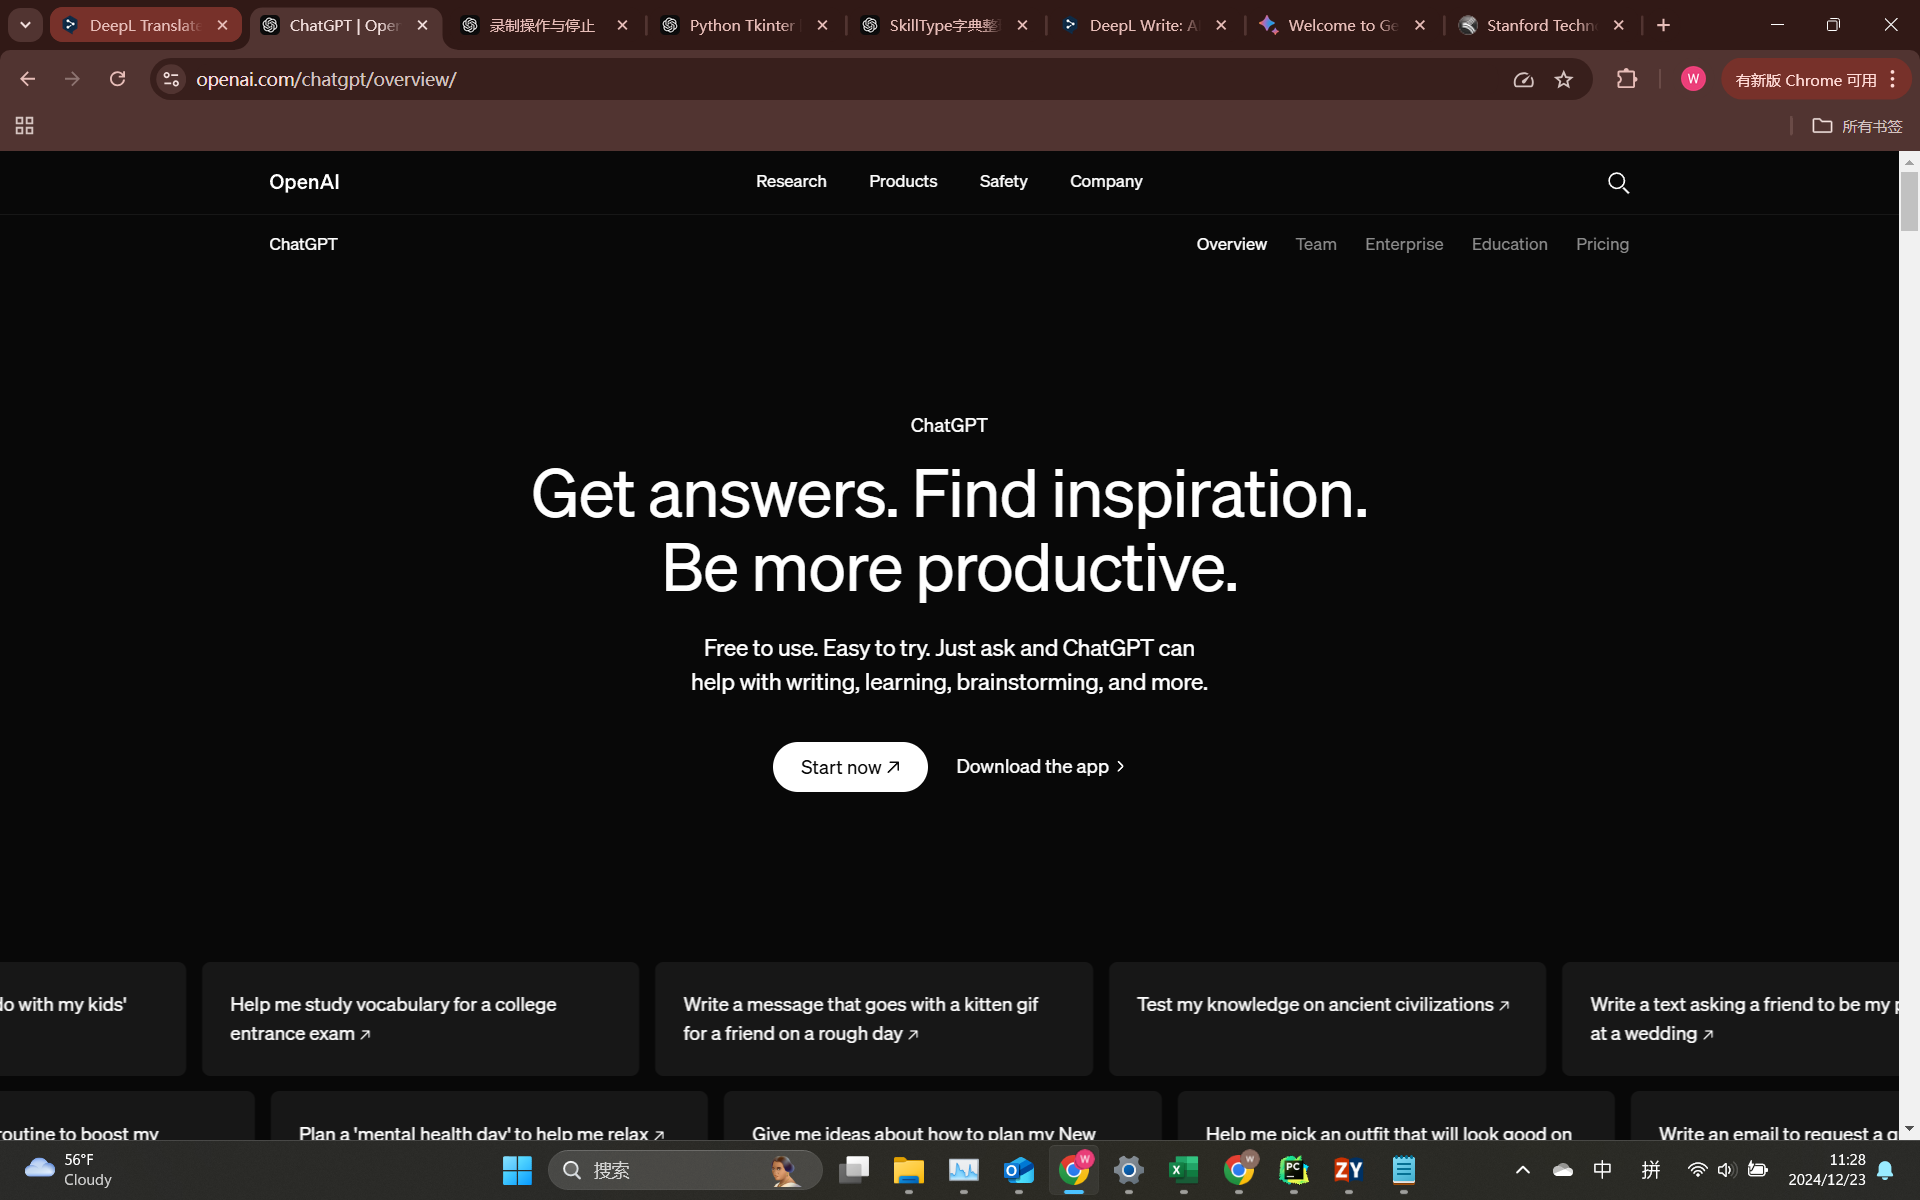 DeepL Translate
ChatGPT | Oper
录制操作与停止
Python Tkinter
SkillType字典整
DeepL Write: A
Welcome to Ge
Stanford Techn
openai.com/chatgpt/overview/
W
有新版 Chrome 可用
所有书签
OpenAI
Research
Products
Safety
Company
ChatGPT
Overview
Team
Enterprise
Education
Pricing
ChatGPT
Get answers. Find inspiration.
Be more productive.
Free to use. Easy to try. Just ask and ChatGPT can
help with writing, learning, brainstorming, and more.
Start now ↗
Download the app >
do with my kids'
Help me study vocabulary for a college
entrance exam ↗
Write a message that goes with a kitten gif
for a friend on a rough day ↗
Test my knowledge on ancient civilizations ↗
Write a text asking a friend to be my p
at a wedding ↗
routine to boost my
Plan a 'mental health day' to help me relax ↗
Give me ideas about how to plan my New
Help me pick an outfit that will look good on
Write an email to request a q
56°F
Cloudy
搜索
W
W
PC
ZY
中
拼
11:28
2024/12/23